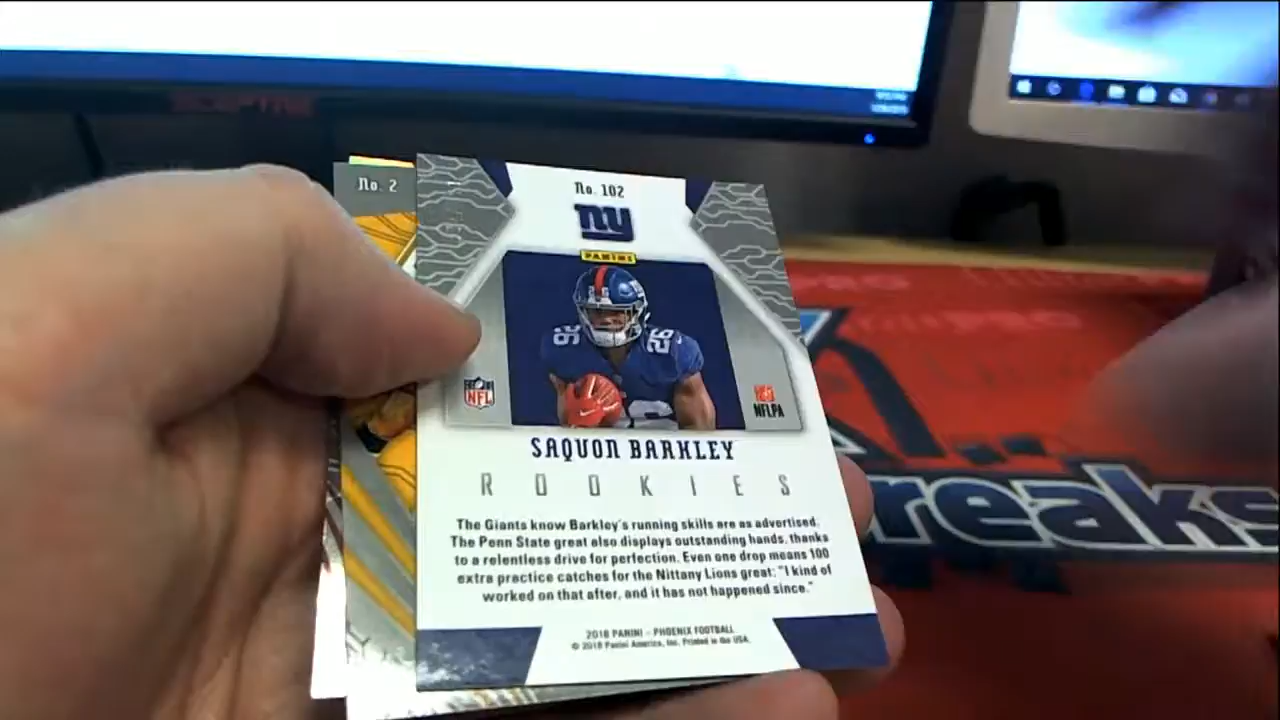 SCEPTRE
No. 2
No. 102
ny
PANINI
26 26
26
NFL
NFLPA
SAQUON BARKLEY
ROOKIES
The Giants know Barkley's running skills are as advertised.
The Penn State great also displays outstanding hands, thanks
to a relentless drive for perfection. Even one drop means 100
extra practice catches for the Nittany Lions great: "I kind of
worked on that after, and it has not happened since."
2018 PANINI - PHOENIX FOOTBALL
© 2018 Panini America, Inc. Printed in the USA.
reaks